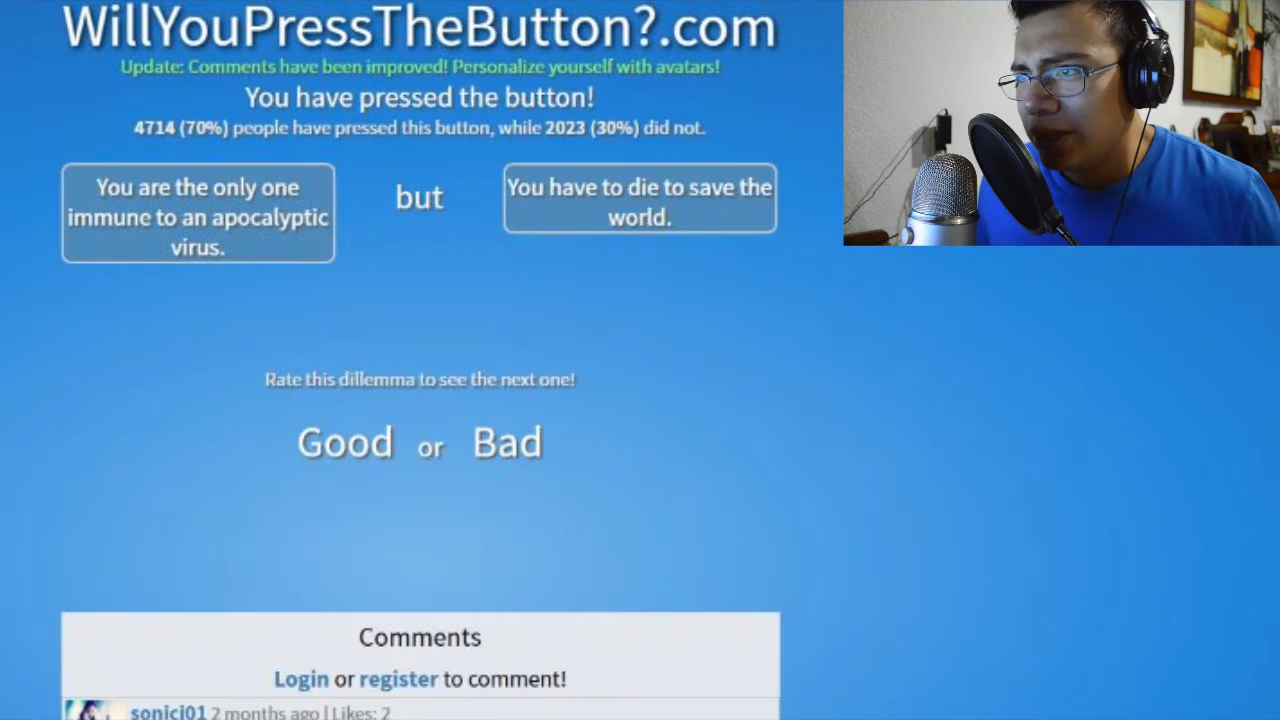 WillYouPressTheButton?.com
Update: Comments have been improved! Personalize yourself with avatars!
You have pressed the button!
4714 (70%) people have pressed this button, while 2023 (30%) did not.
You are the only one
immune to an apocalyptic
virus.
but
You have to die to save the
world.
Rate this dillemma to see the next one!
Good or Bad
Comments
Login or register to comment!
sonicj01 2 months ago | Likes: 2